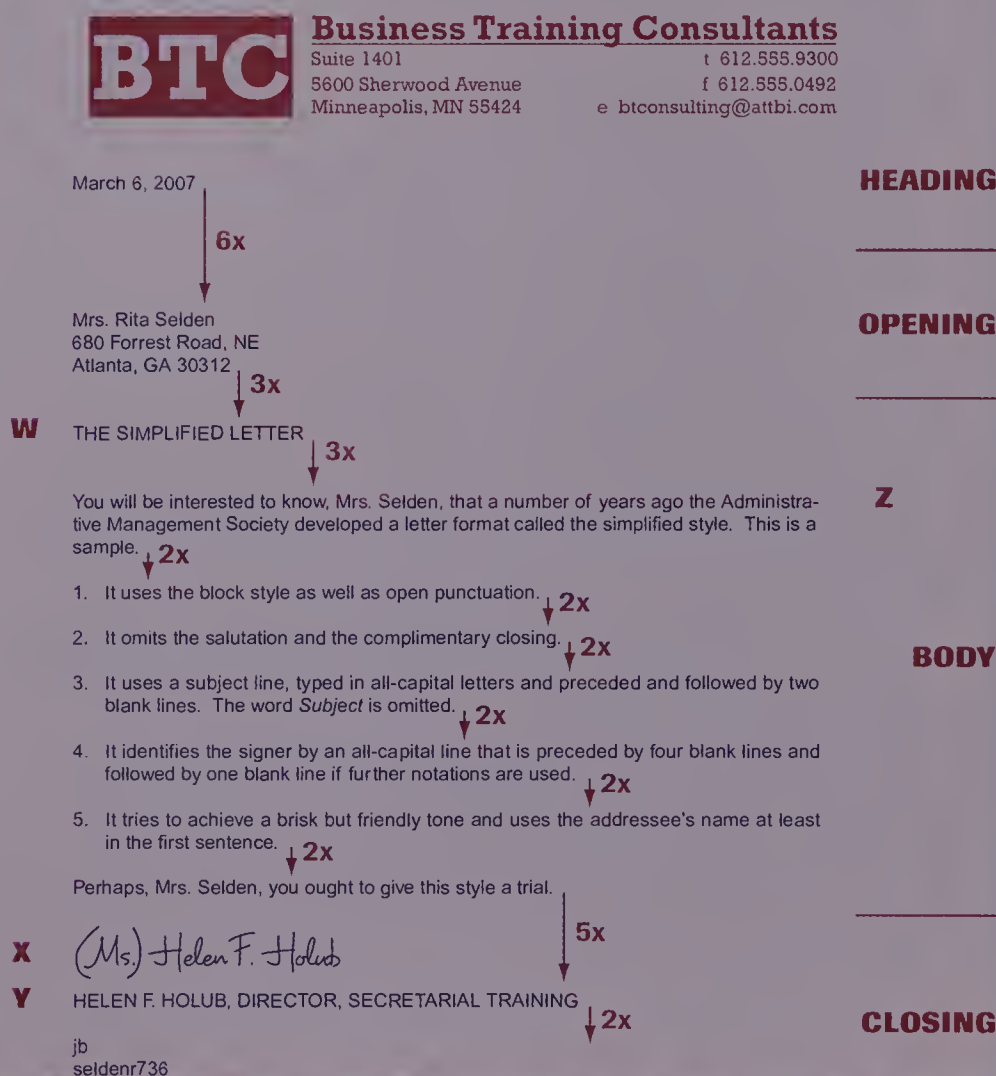 BTC
Business Training Consultants
Suite 1401 t 612.555.9300
5600 Sherwood Avenue f 612.555.0492
Minneapolis, MN 55424 e btconsulting@attbi.com
March 6, 2007
HEADING
6x
Mrs. Rita Selden
OPENING
680 Forrest Road, NE
Atlanta, GA 30312
3x
W THE SIMPLIFIED LETTER
3x
You will be interested to know, Mrs. Selden, that a number of years ago the Administra-
Z
tive Management Society developed a letter format called the simplified style. This is a
sample. 2x
1. It uses the block style as well as open punctuation. 2x
2. It omits the salutation and the complimentary closing. 2x
BODY
3. It uses a subject line, typed in all-capital letters and preceded and followed by two
blank lines. The word Subject is omitted. 2x
4. It identifies the signer by an all-capital line that is preceded by four blank lines and
followed by one blank line if further notations are used. 2x
5. It tries to achieve a brisk but friendly tone and uses the addressee's name at least
in the first sentence. 2x
Perhaps, Mrs. Selden, you ought to give this style a trial.
5x
X (Ms.) Helen F. Holub
Y HELEN F. HOLUB, DIRECTOR, SECRETARIAL TRAINING
2x
CLOSING
jb
seldenr736